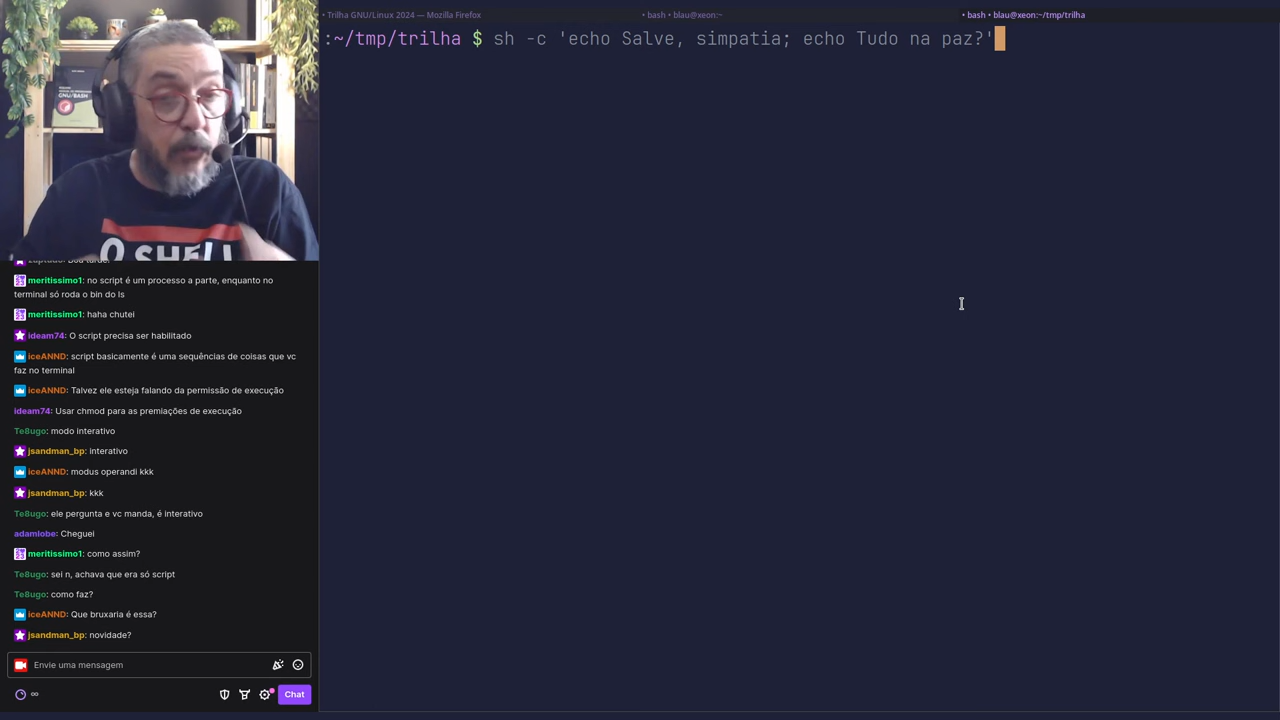 • Trilha GNU/Linux 2024 — Mozilla Firefox
• bash • blau@xeon:~
• bash • blau@xeon:~/tmp/trilha
:~/tmp/trilha $ sh -c 'echo Salve, simpatia; echo Tudo na paz?'
GNU/BASH
O SHELL
meritissimo1: no script é um processo a parte, enquanto no
terminal só roda o bin do ls
meritissimo1: haha chutei
ideam74: O script precisa ser habilitado
iceANND: script basicamente é uma sequências de coisas que vc
faz no terminal
iceANND: Talvez ele esteja falando da permissão de execução
ideam74: Usar chmod para as premiações de execução
Te8ugo: modo interativo
jsandman_bp: interativo
iceANND: modus operandi kkk
jsandman_bp: kkk
Te8ugo: ele pergunta e vc manda, é interativo
adamlobe: Cheguei
meritissimo1: como assim?
Te8ugo: sei n, achava que era só script
Te8ugo: como faz?
iceANND: Que bruxaria é essa?
jsandman_bp: novidade?
Envie uma mensagem
∞
Chat